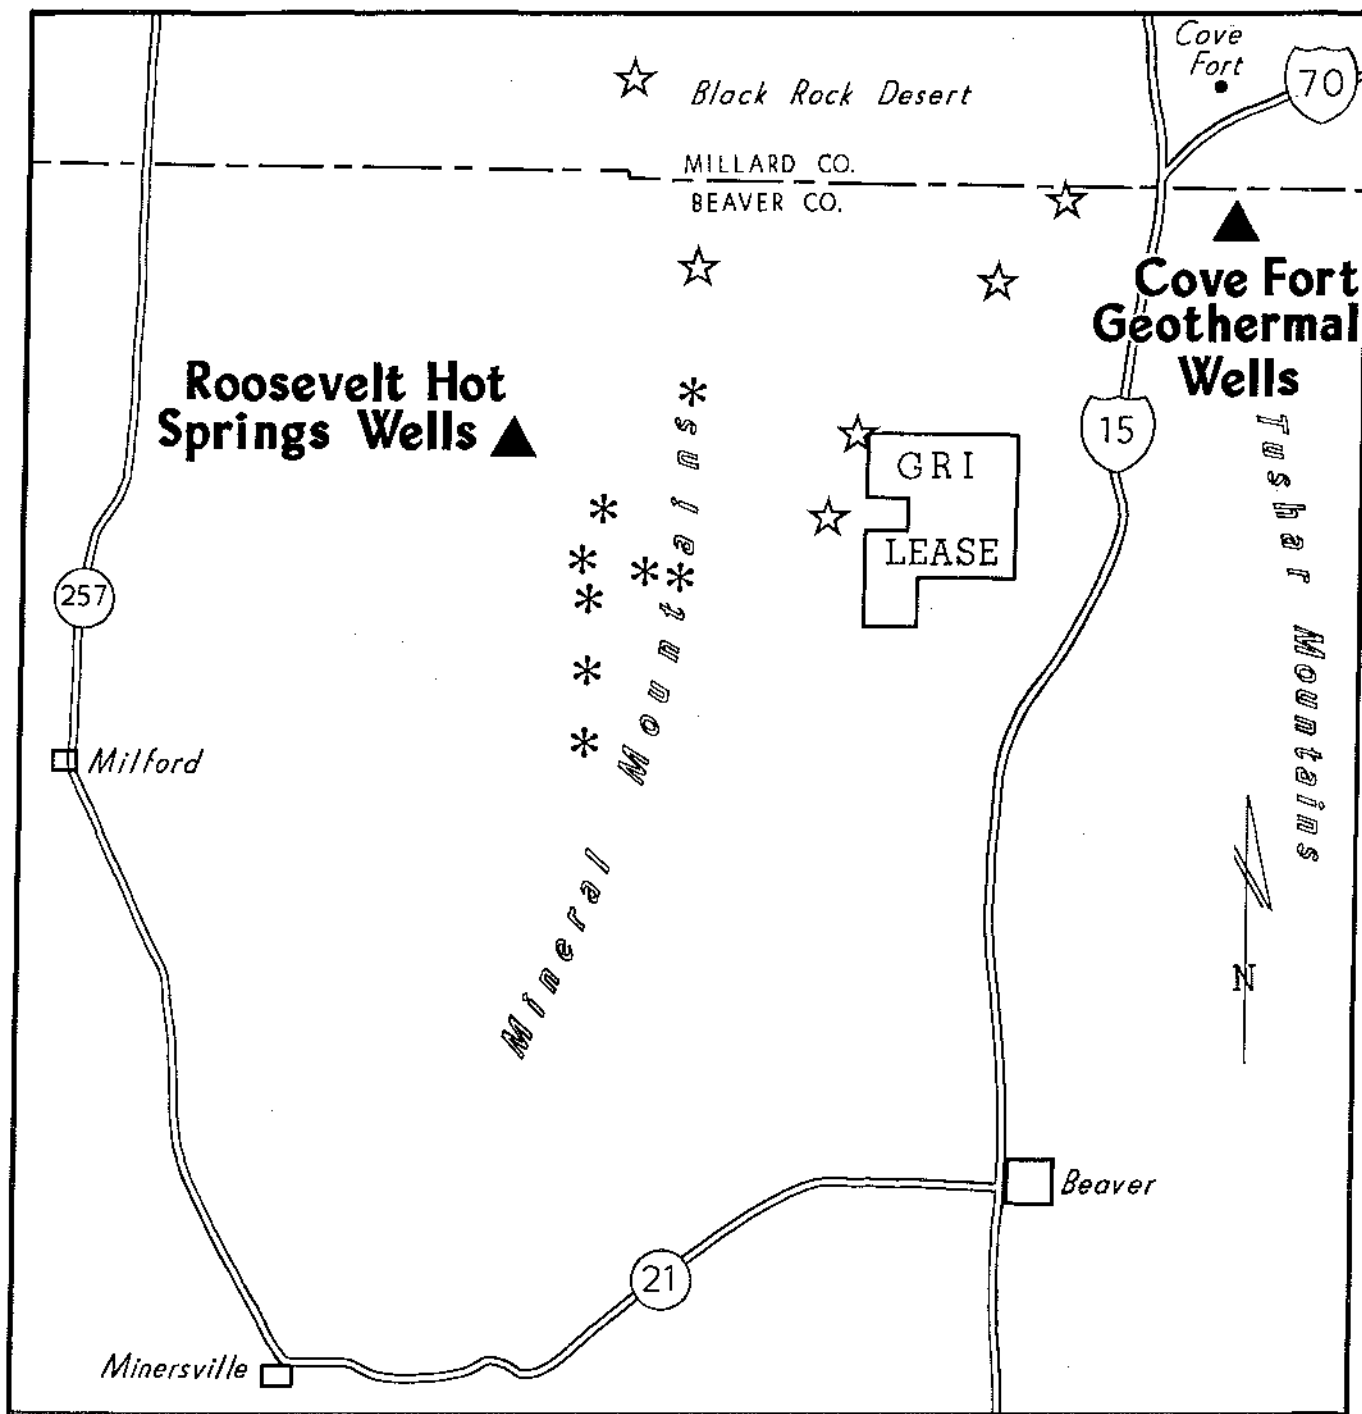 Cove
Fort
70
Black Rock Desert
MILLARD CO.
BEAVER CO.
Cove Fort
Geothermal
Wells
Roosevelt Hot
Springs Wells
15
GRI
LEASE
Tushar Mountains
257
Mineral Mountains
Milford
N
Beaver
21
Minersville